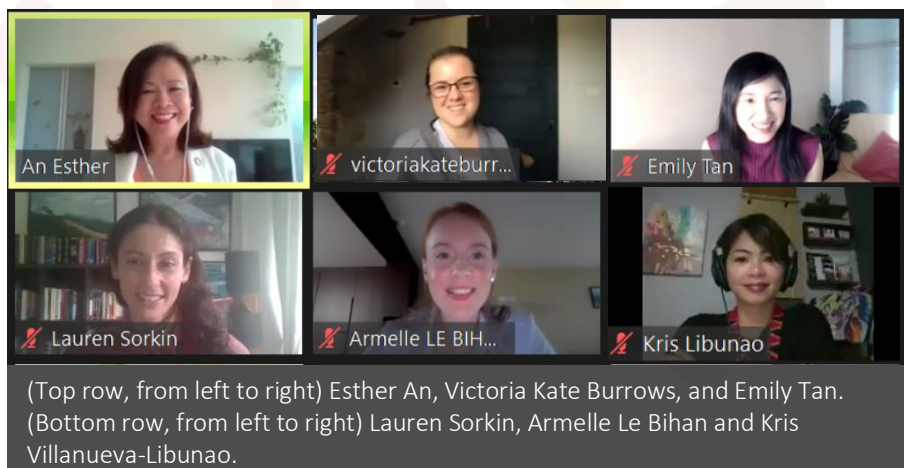 An Esther
victoriakateburr...
Emily Tan
Lauren Sorkin
Armelle LE BIH...
Kris Libunao
(Top row, from left to right) Esther An, Victoria Kate Burrows, and Emily Tan.
(Bottom row, from left to right) Lauren Sorkin, Armelle Le Bihan and Kris
Villanueva-Libunao.